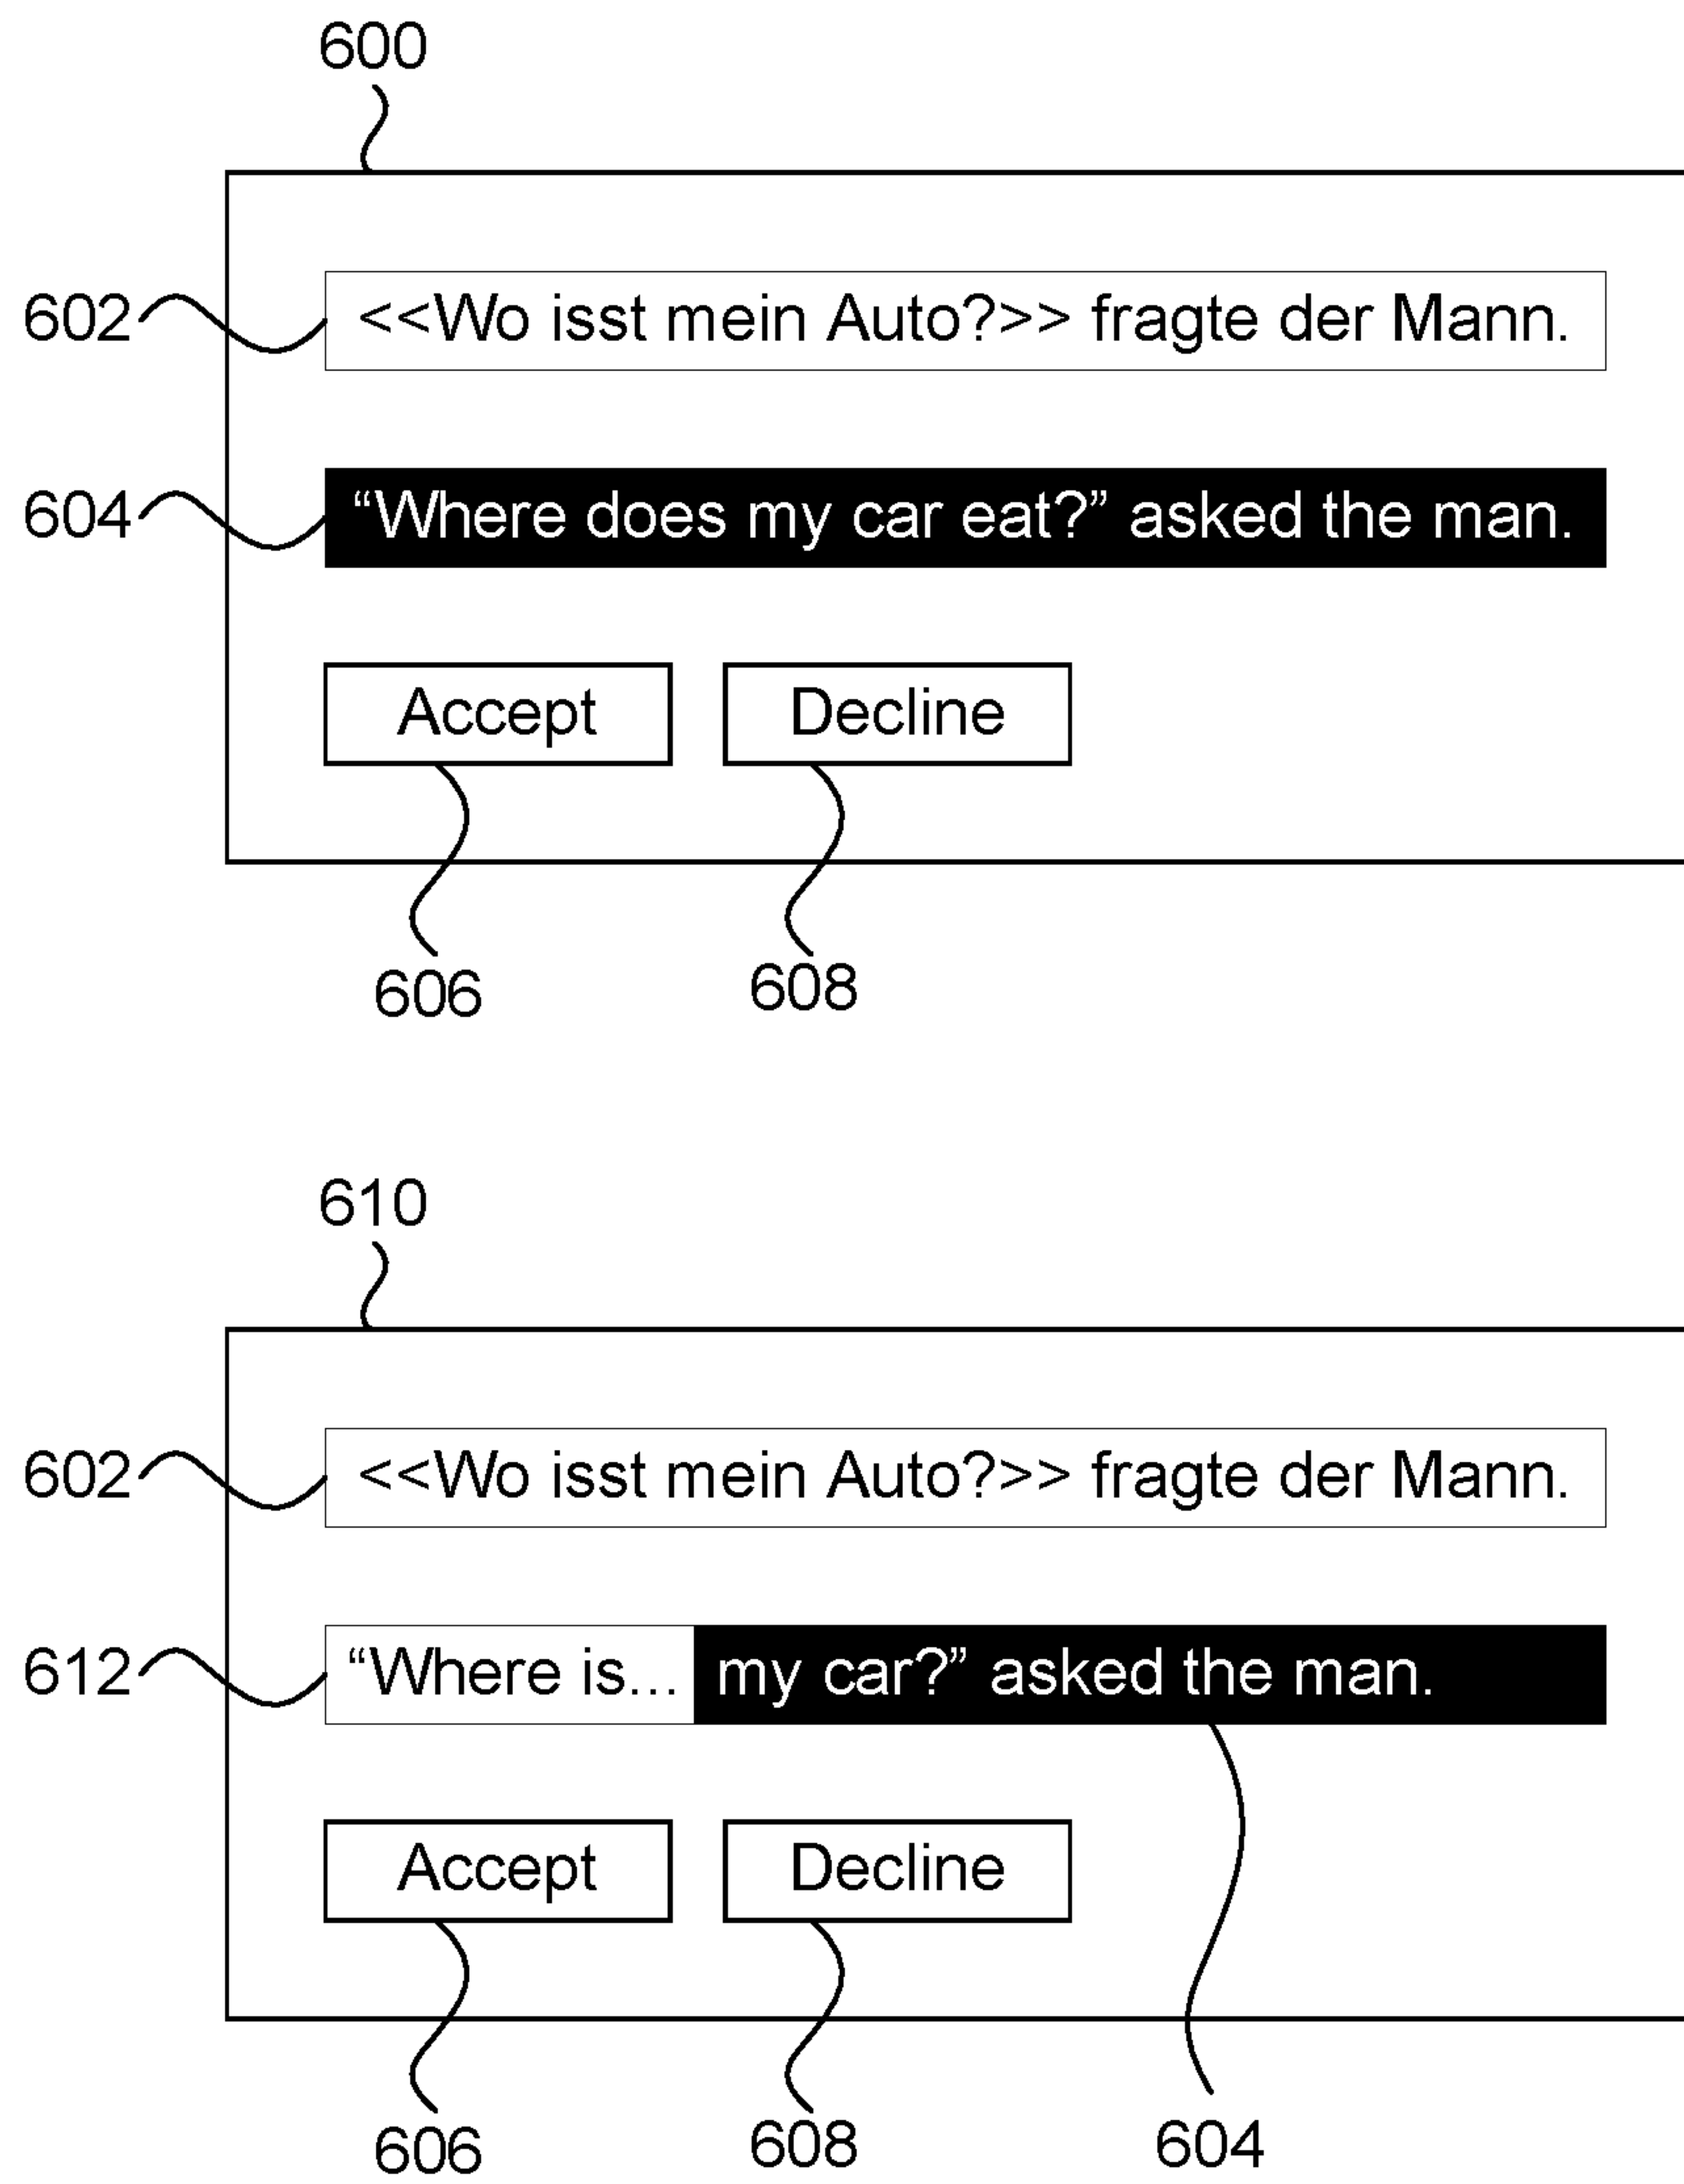 600
602 <<Wo isst mein Auto?>> fragte der Mann.
604 “Where does my car eat?” asked the man.
Accept Decline
606 608
610
602 <<Wo isst mein Auto?>> fragte der Mann.
612 “Where is... my car?” asked the man.
Accept Decline
606 608 604